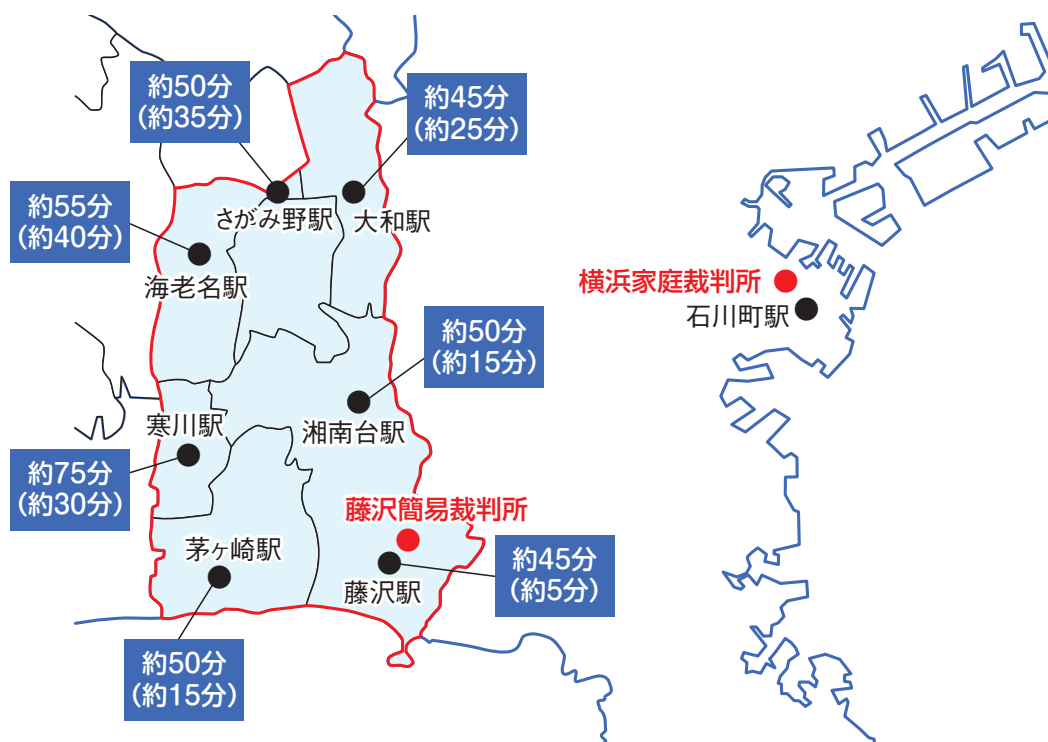 約50分
(約35分)
約45分
(約25分)
さがみ野駅
大和駅
約55分
(約40分)
海老名駅
横浜家庭裁判所
石川町駅
約50分
(約15分)
寒川駅
湘南台駅
約75分
(約30分)
藤沢簡易裁判所
茅ヶ崎駅
藤沢駅
約45分
(約5分)
約50分
(約15分)